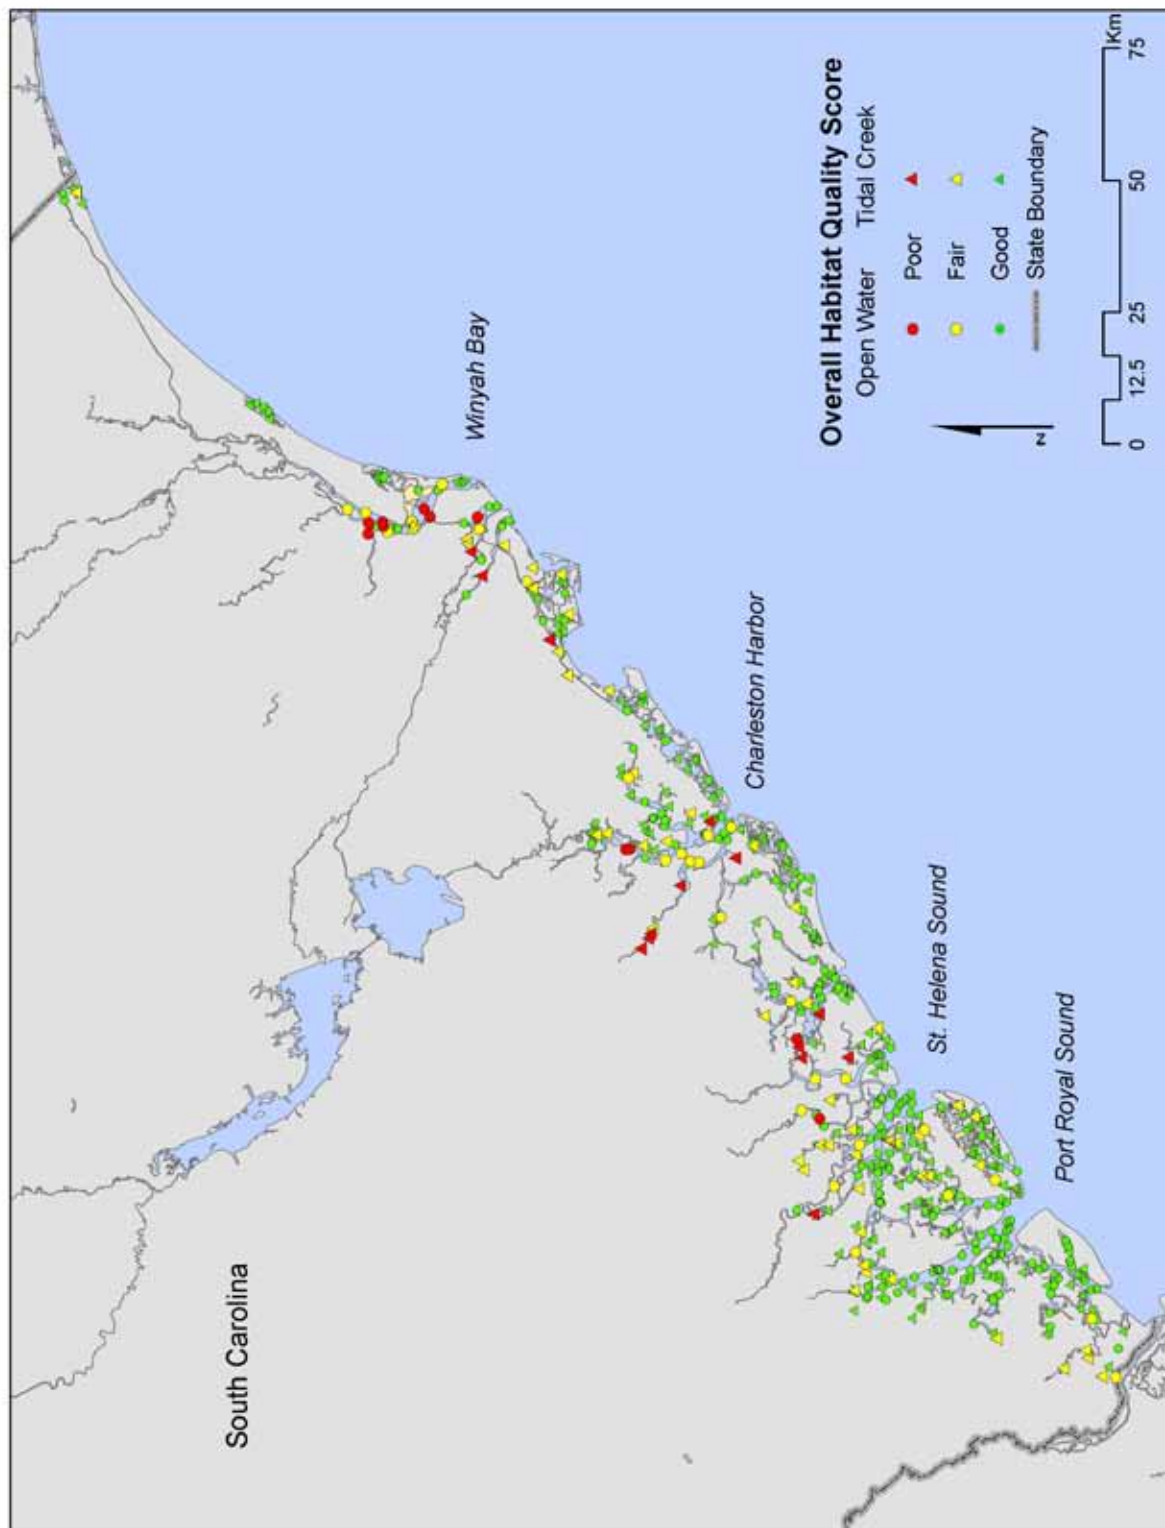 South Carolina
Winyah Bay
Charleston Harbor
St. Helena Sound
Port Royal Sound
Overall Habitat Quality Score
Open Water Tidal Creek
Poor
Fair
Good
State Boundary
N
0 12.5 25 50 75
Km